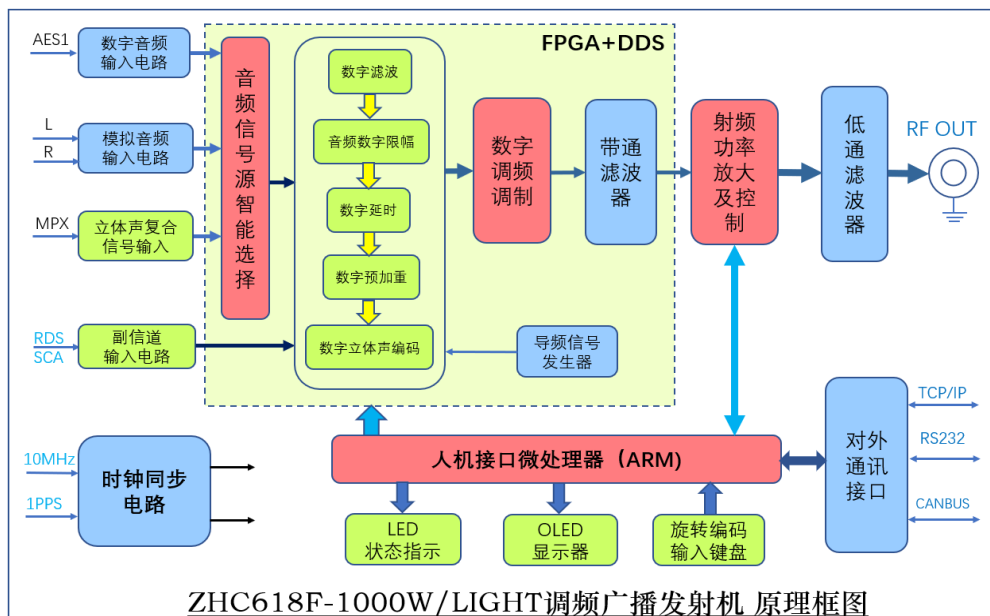 FPGA+DDS
AES1
数字音频
输入电路
L
R
模拟音频
输入电路
MPX
立体声复合
信号输入
RDS
SCA
副信道
输入电路
音频信号源智能选择
数字滤波
音频数字限幅
数字延时
数字预加重
数字立体声编码
数字
调频
调制
带通
滤波
器
导频信号
发生器
射频
功率
放大
及控
制
低通滤波器
RF OUT
10MHz
1PPS
时钟同步
电路
人机接口微处理器（ARM)
LED
状态指示
OLED
显示器
旋转编码
输入键盘
对外
通讯
接口
TCP/IP
RS232
CANBUS
ZHC618F-1000W/LIGHT调频广播发射机 原理框图